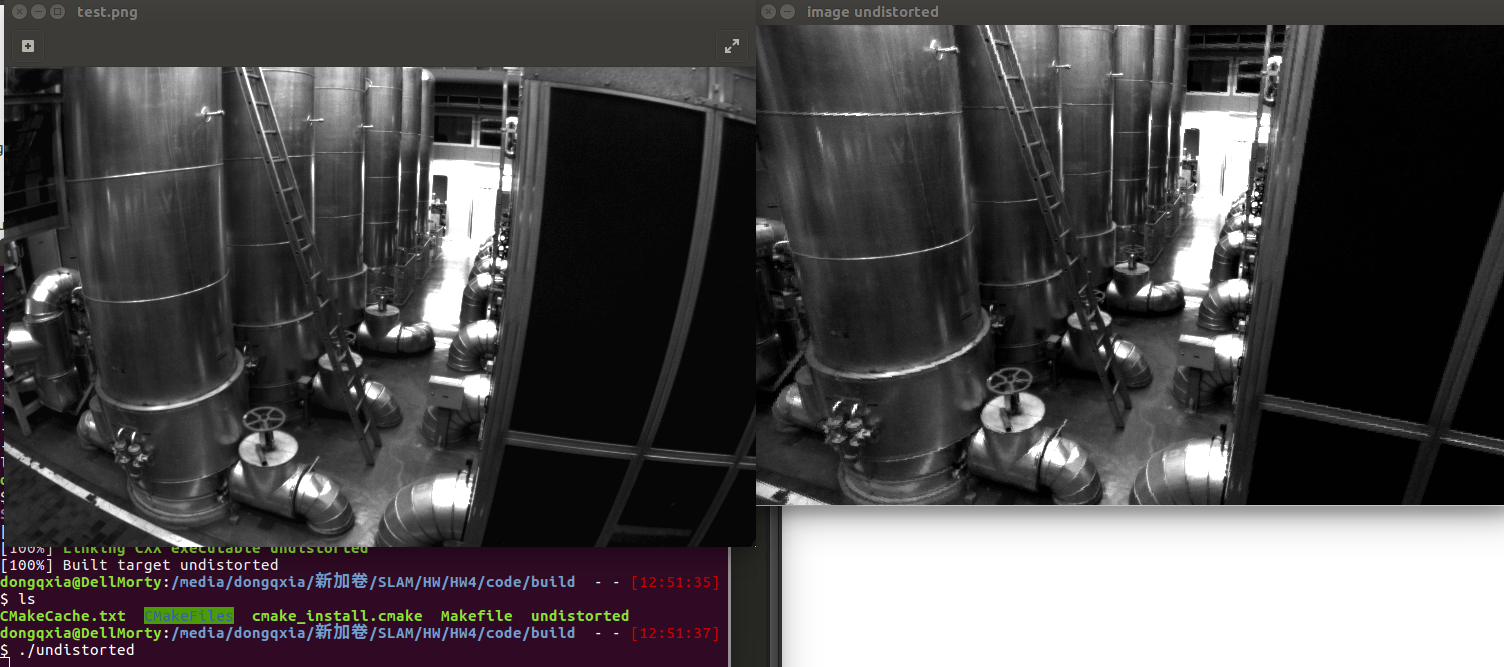 test.png
image undistorted
[100%] Linking CXX executable undistorted
[100%] Built target undistorted
dongqxia@DellMorty:/media/dongqxia/新加卷/SLAM/HW/HW4/code/build - - [12:51:35]
$ ls
CMakeCache.txt CMakeFiles cmake_install.cmake Makefile undistorted
dongqxia@DellMorty:/media/dongqxia/新加卷/SLAM/HW/HW4/code/build - - [12:51:37]
$ ./undistorted